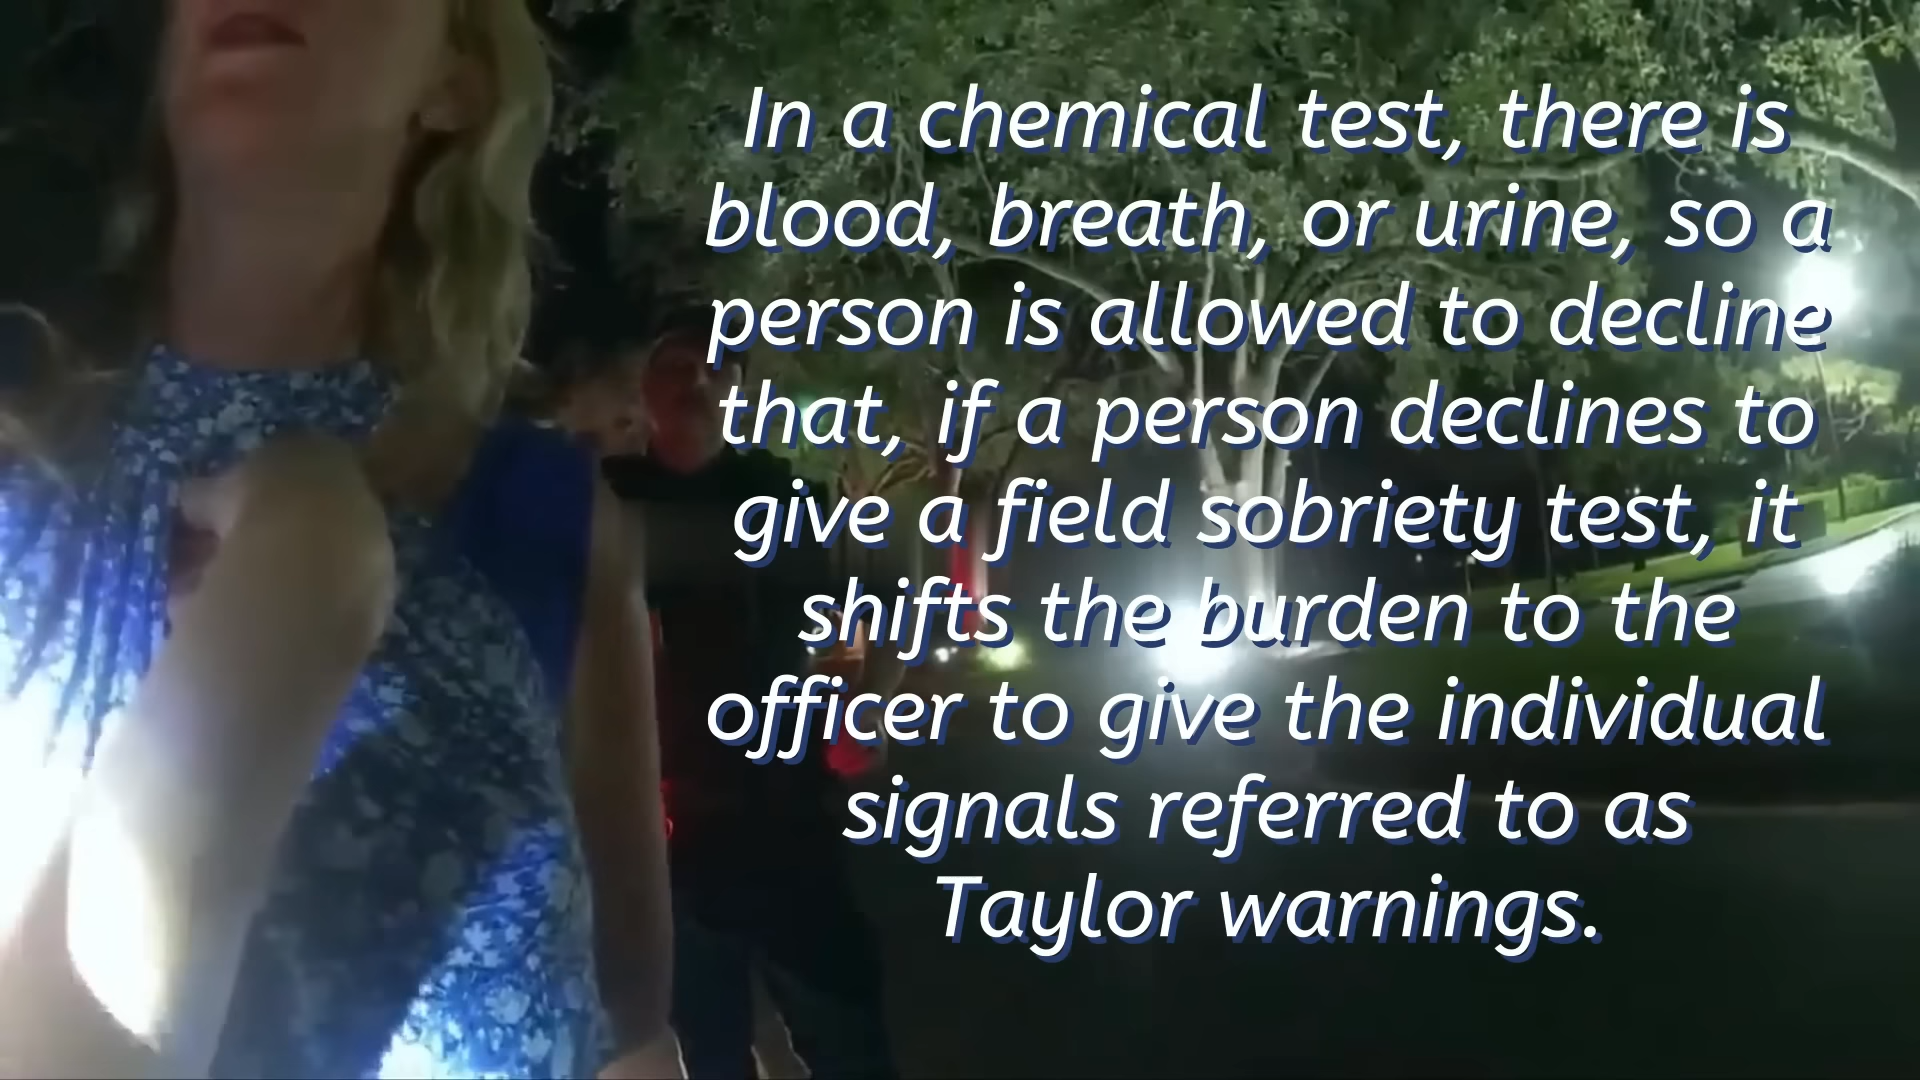 In a chemical test, there is
blood, breath, or urine, so a
person is allowed to decline
that, if a person declines to
give a field sobriety test, it
shifts the burden to the
officer to give the individual
signals referred to as
Taylor warnings.